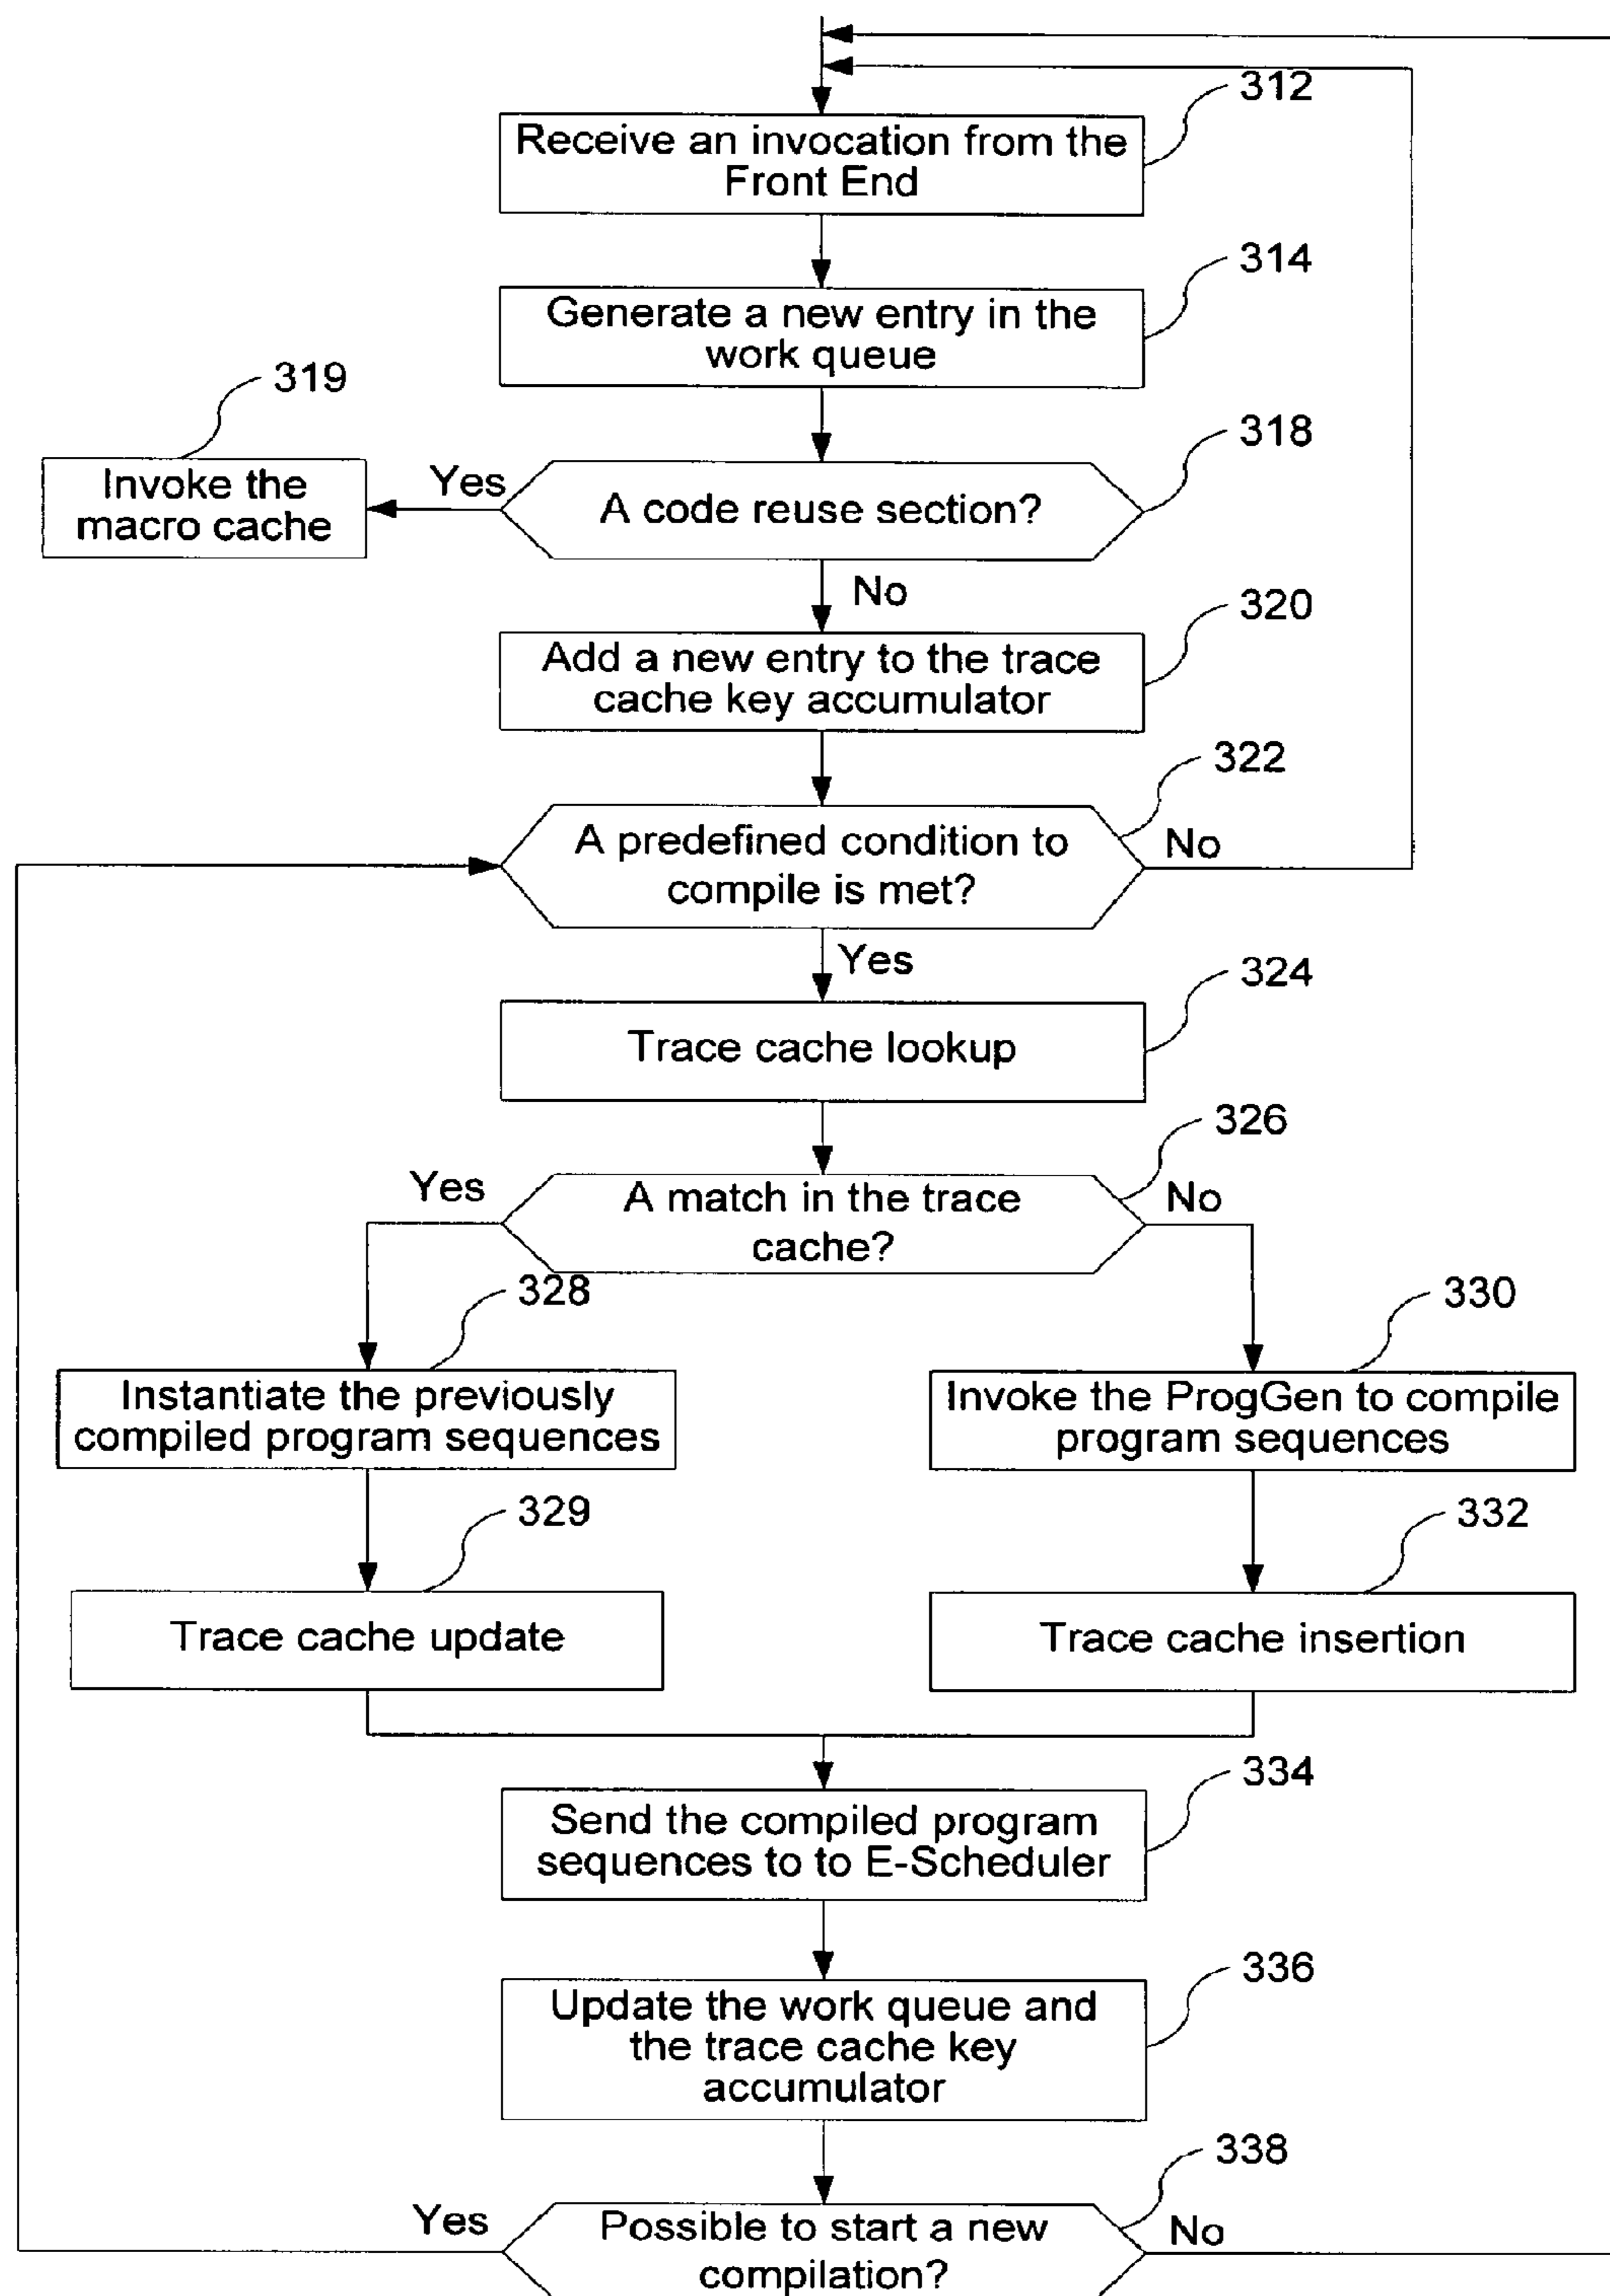 312
Receive an invocation from the
Front End
314
Generate a new entry in the
work queue
319
318
Invoke the
macro cache
Yes
A code reuse section?
No
320
Add a new entry to the trace
cache key accumulator
322
A predefined condition to
compile is met?
No
Yes
324
Trace cache lookup
326
Yes
A match in the trace
cache?
No
328
330
Instantiate the previously
compiled program sequences
Invoke the ProgGen to compile
program sequences
329
332
Trace cache update
Trace cache insertion
334
Send the compiled program
sequences to to E-Scheduler
336
Update the work queue and
the trace cache key
accumulator
338
Yes
Possible to start a new
compilation?
No